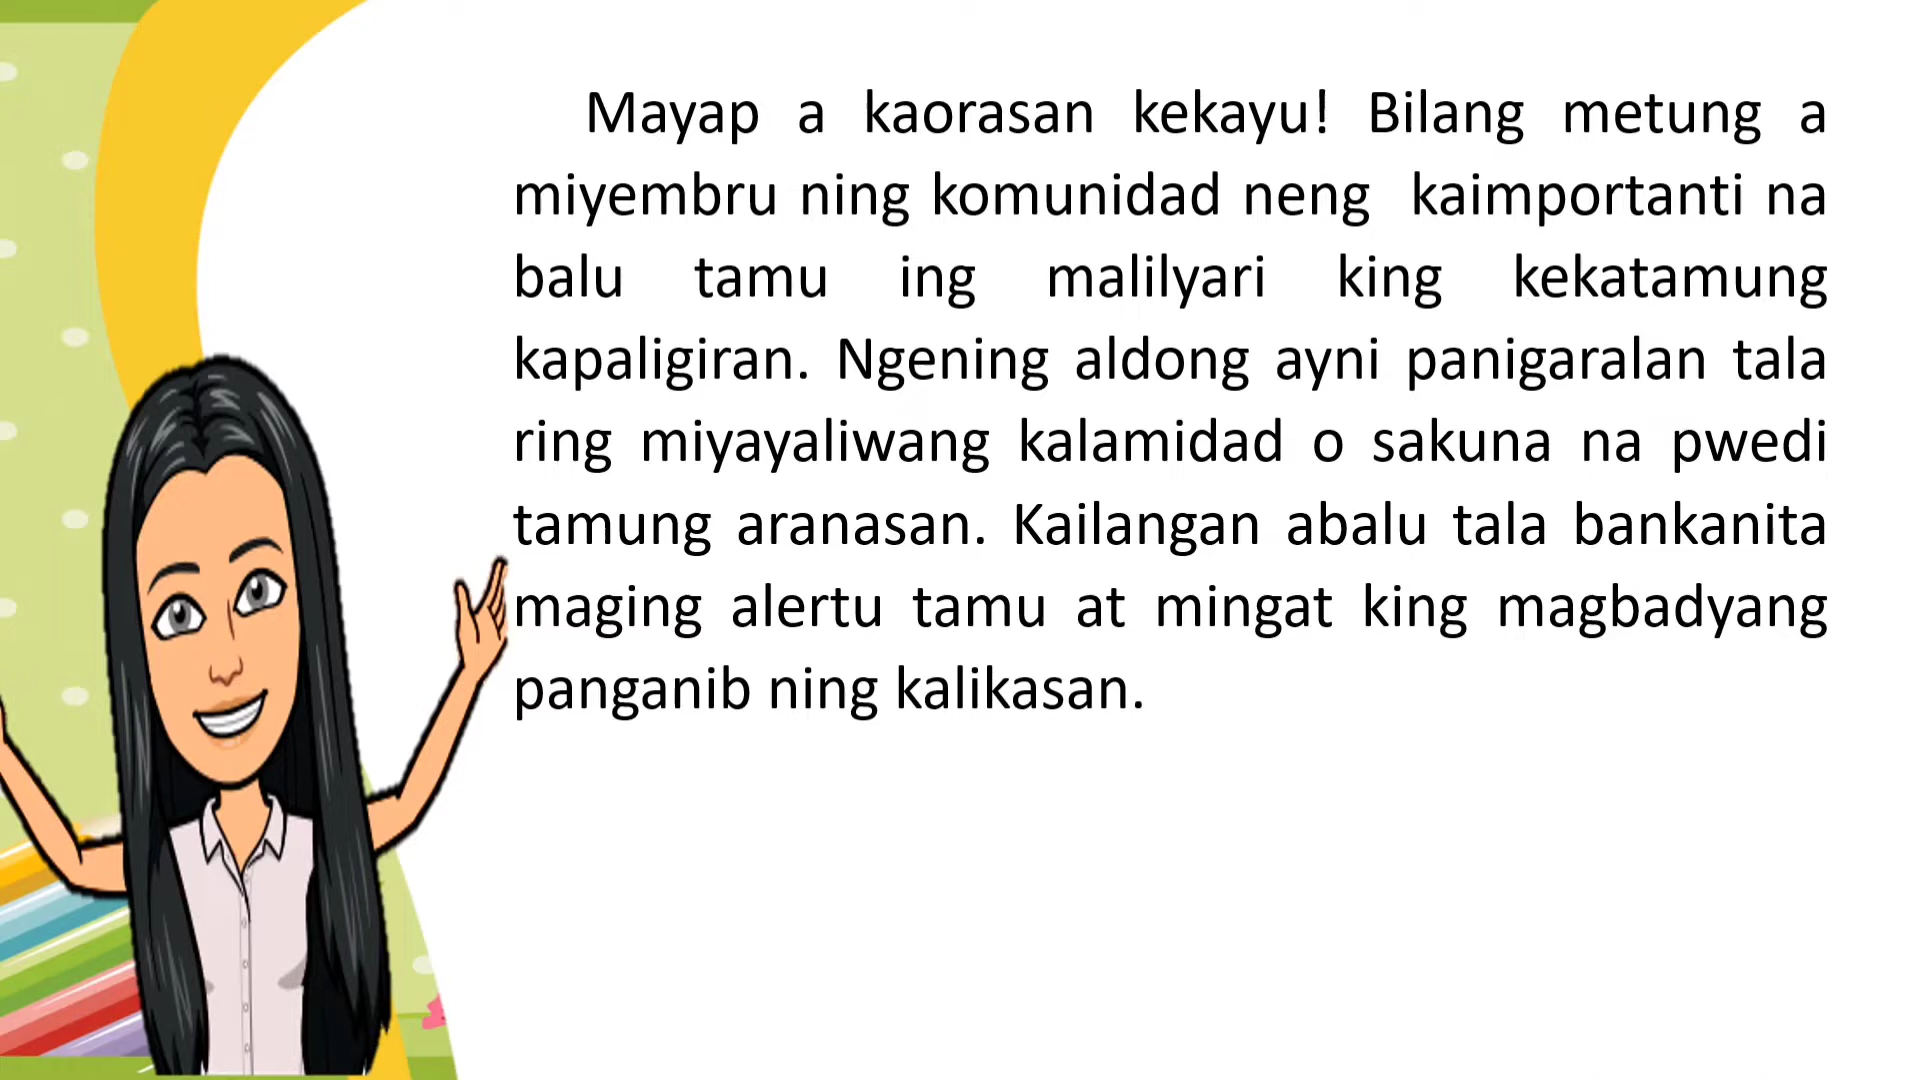 Mayap a kaorasan kekayu! Bilang metung a
miyembru ning komunidad neng kaimportanti na
balu tamu ing malilyari king kekatamung
kapaligiran. Ngening aldong ayni panigaralan tala
ring miyayaliwang kalamidad o sakuna na pwedi
tamung aranasan. Kailangan abalu tala bankanita
maging alertu tamu at mingat king magbadyang
panganib ning kalikasan.